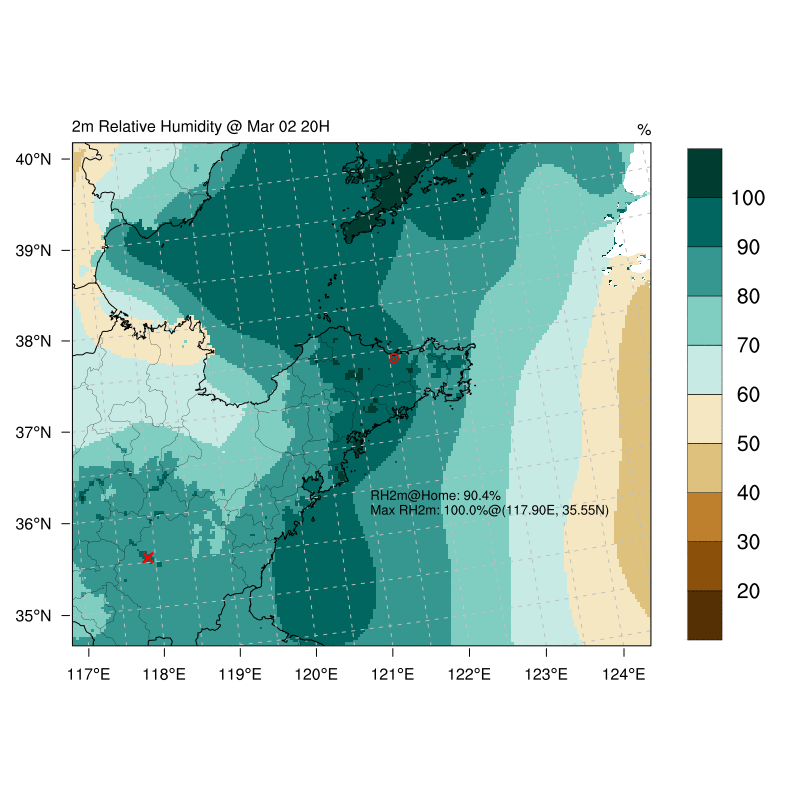 2m Relative Humidity @ Mar 02 20H
%
40°N
39°N
38°N
37°N
36°N
35°N
117°E
118°E
119°E
120°E
121°E
122°E
123°E
124°E
RH2m@Home: 90.4%
Max RH2m: 100.0%@(117.90E, 35.55N)
100
90
80
70
60
50
40
30
20